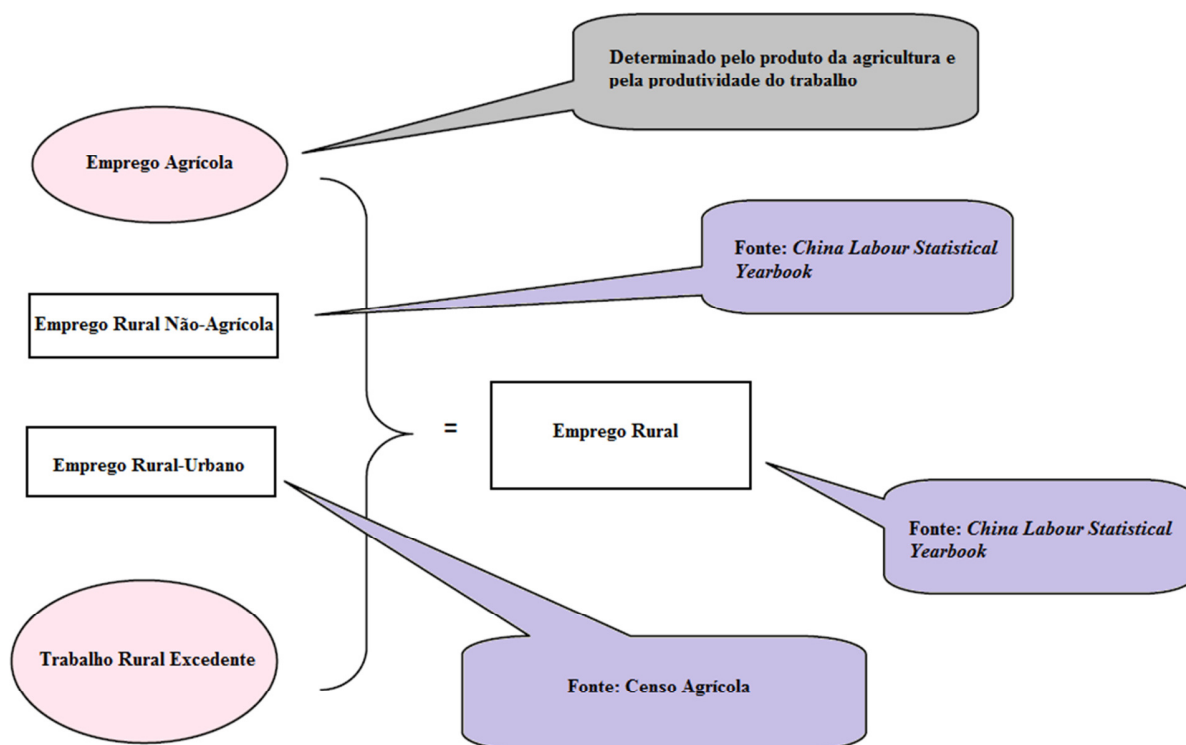 Determinado pelo produto da agricultura e
pela produtividade do trabalho
Emprego Agrícola
Fonte: China Labour Statistical
Yearbook
Emprego Rural Não-Agrícola
=
Emprego Rural
Emprego Rural-Urbano
Fonte: China Labour Statistical
Yearbook
Trabalho Rural Excedente
Fonte: Censo Agrícola